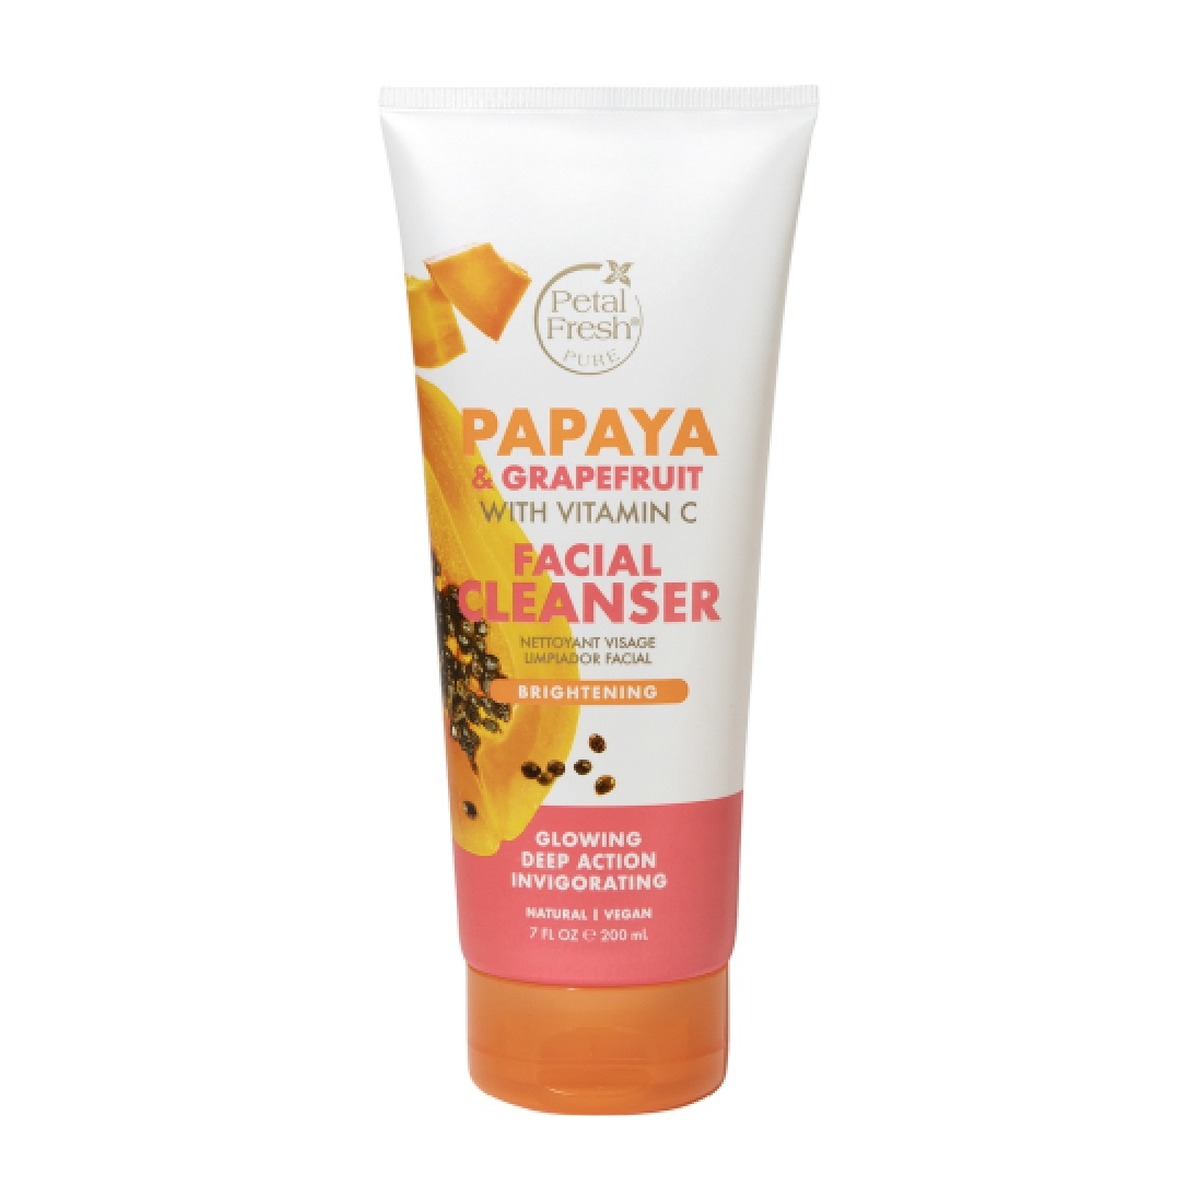 Petal
Fresh®
PURE
PAPAYA
& GRAPEFRUIT
WITH VITAMIN C
FACIAL
CLEANSER
NETTOYANT VISAGE
LIMPIADOR FACIAL
BRIGHTENING
GLOWING
DEEP ACTION
INVIGORATING
NATURAL | VEGAN
7 FL OZ ℮ 200 mL